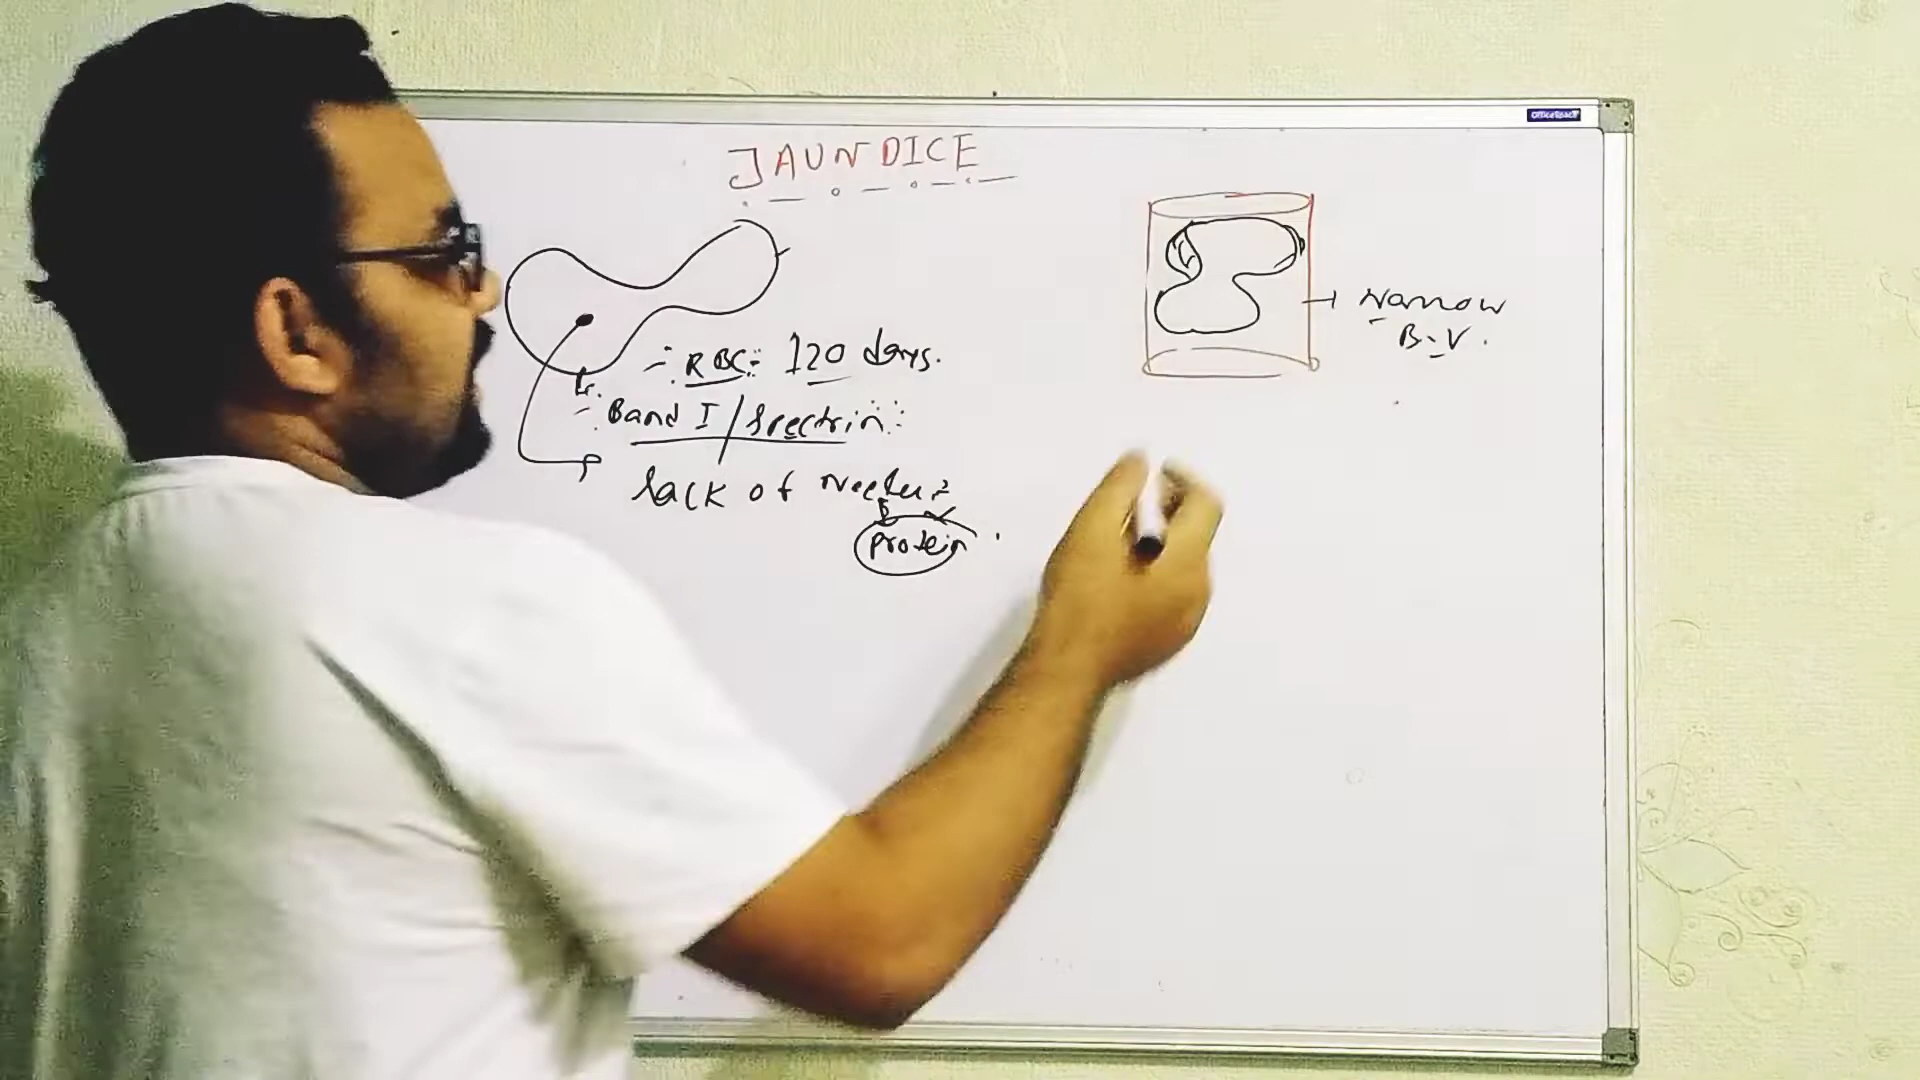 JAUNDICE
RBC: 120 days.
Band I / Spectrin
lack of
protein
Narrow
B.V.